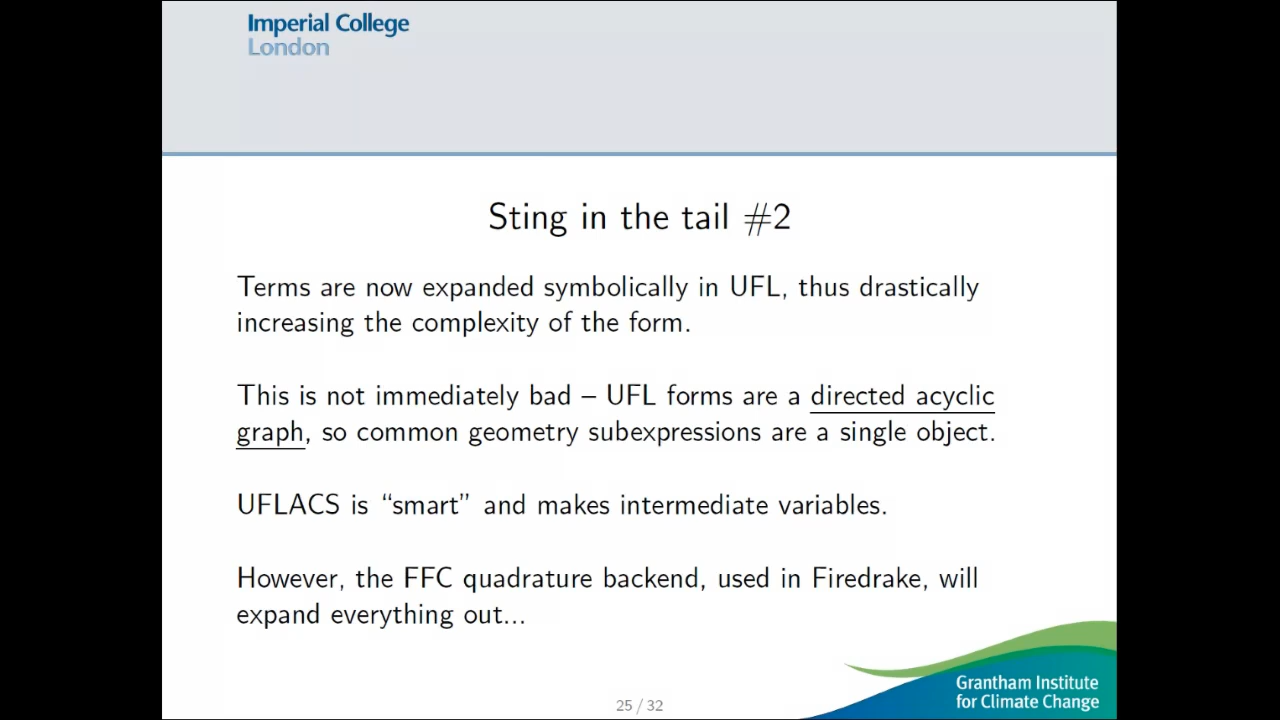 Imperial College
London
Sting in the tail #2
Terms are now expanded symbolically in UFL, thus drastically
increasing the complexity of the form.
This is not immediately bad – UFL forms are a directed acyclic
graph, so common geometry subexpressions are a single object.
UFLACS is “smart” and makes intermediate variables.
However, the FFC quadrature backend, used in Firedrake, will
expand everything out...
Grantham Institute
for Climate Change
25 / 32